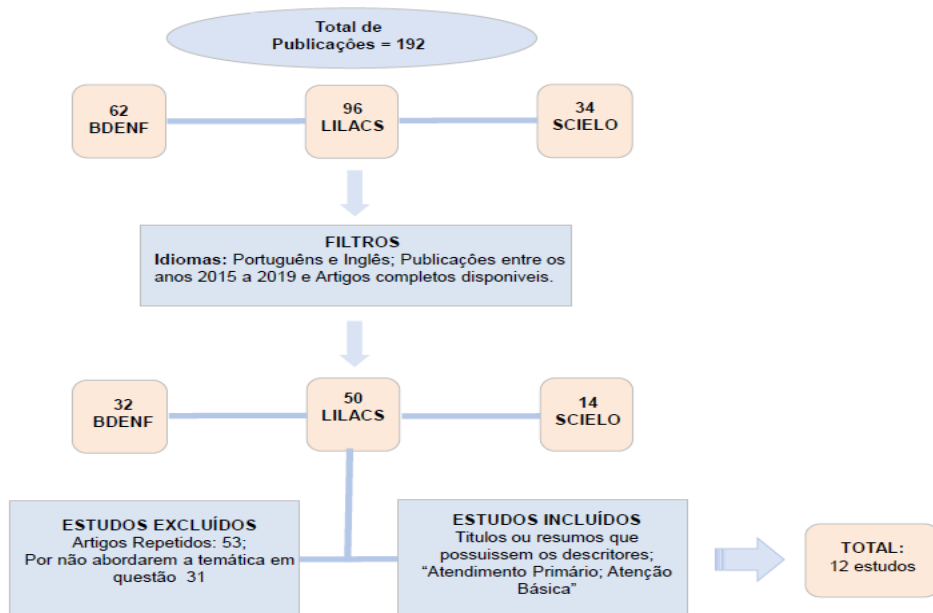 Total de
Publicações = 192
62
BDENF
96
LILACS
34
SCIELO
FILTROS
Idiomas: Portuguêns e Inglês; Publicações entre os
anos 2015 a 2019 e Artigos completos disponiveis.
32
BDENF
50
LILACS
14
SCIELO
ESTUDOS EXCLUÍDOS
Artigos Repetidos: 53;
Por não abordarem a temática em
questão 31
ESTUDOS INCLUÍDOS
Titulos ou resumos que
possuissem os descritores;
“Atendimento Primário; Atenção
Básica”
TOTAL:
12 estudos